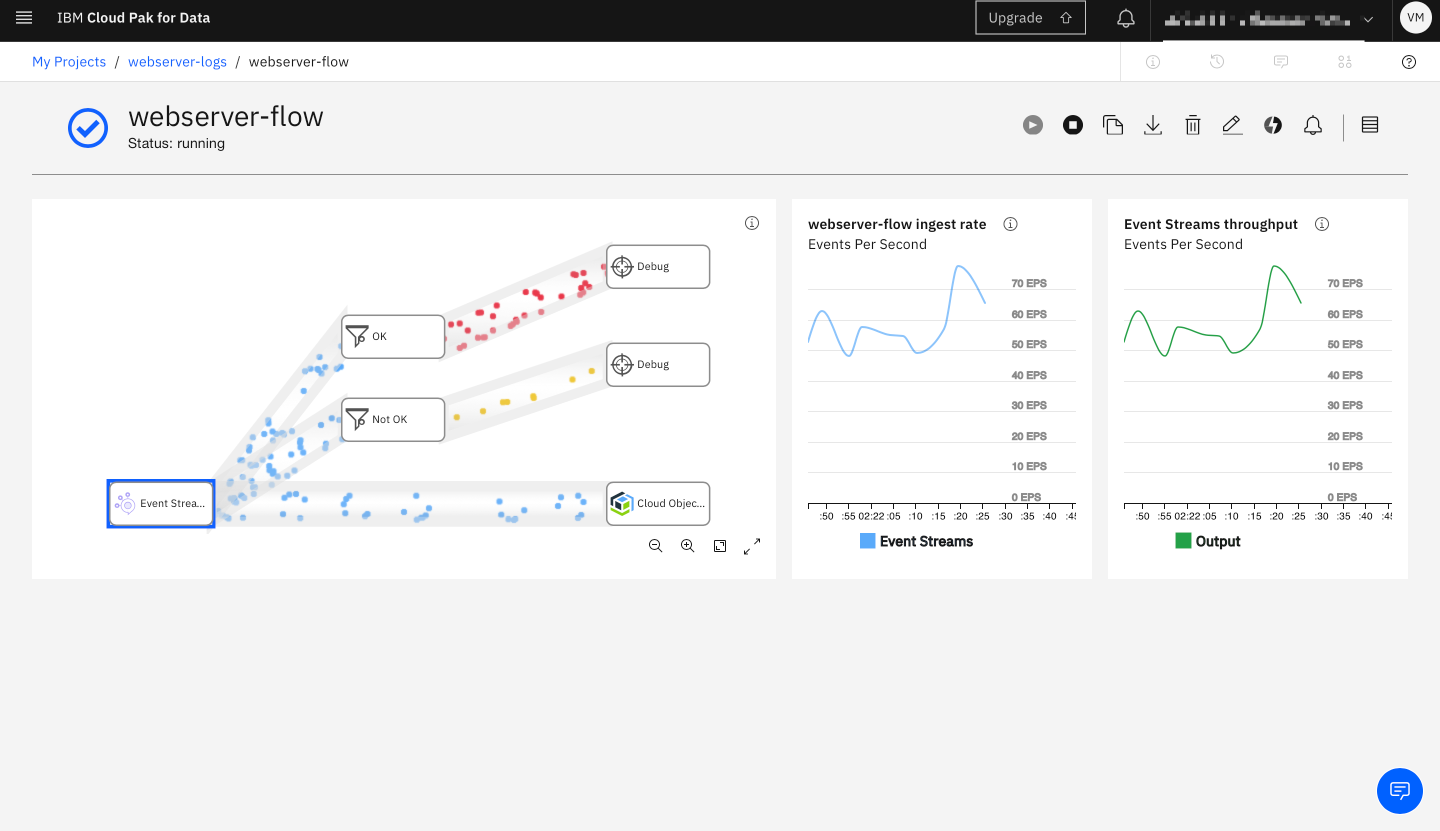 IBM Cloud Pak for Data
Upgrade
VM
My Projects / webserver-logs / webserver-flow
webserver-flow
Status: running
Debug
OK
Debug
Not OK
Event Strea...
Cloud Objec...
webserver-flow ingest rate
Events Per Second
70 EPS
60 EPS
50 EPS
40 EPS
30 EPS
20 EPS
10 EPS
0 EPS
:50 :55 02:22 :05 :10 :15 :20 :25 :30 :35 :40 :45
Event Streams
Event Streams throughput
Events Per Second
70 EPS
60 EPS
50 EPS
40 EPS
30 EPS
20 EPS
10 EPS
0 EPS
:50 :55 02:22 :05 :10 :15 :20 :25 :30 :35 :40 :45
Output